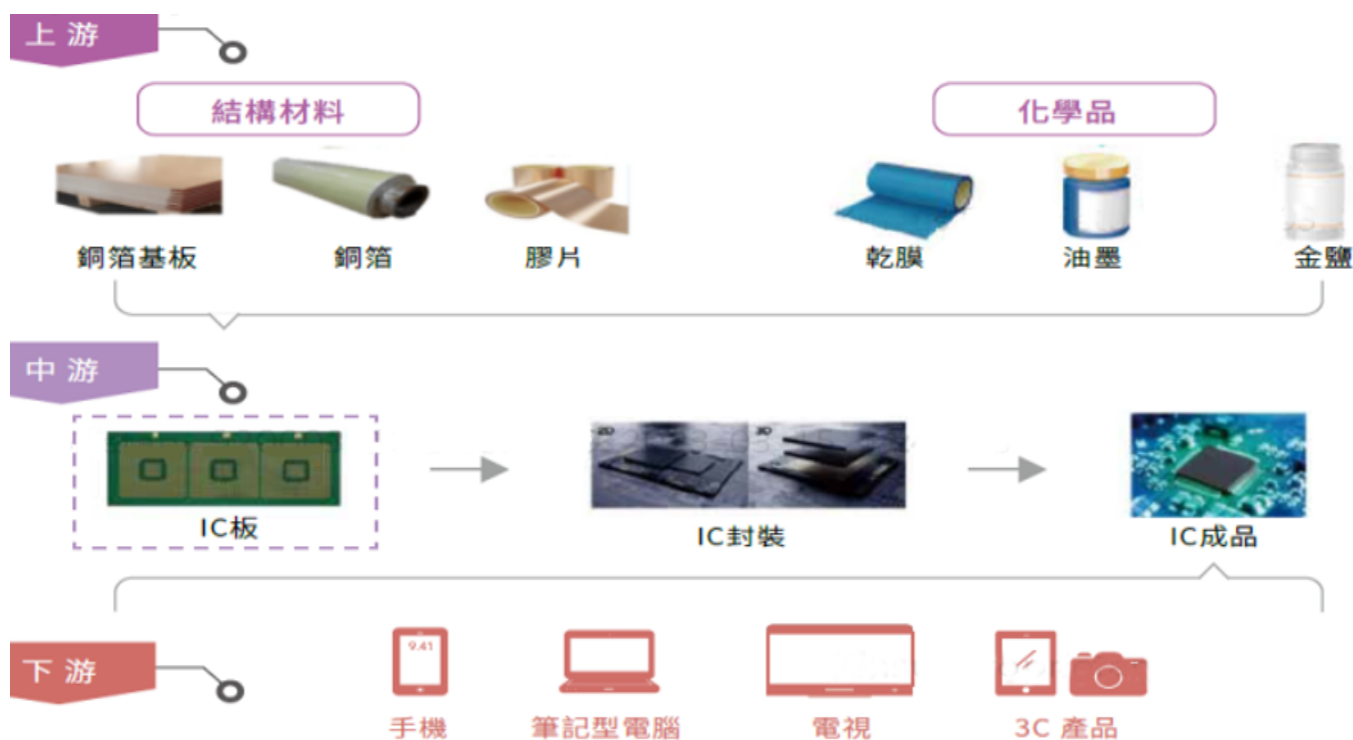 上游
結構材料
化學品
銅箔基板
銅箔
膠片
乾膜
油墨
金鹽
中游
2D
3D
IC板
IC封裝
IC成品
下游
9.41
手機
筆記型電腦
電視
3C 產品